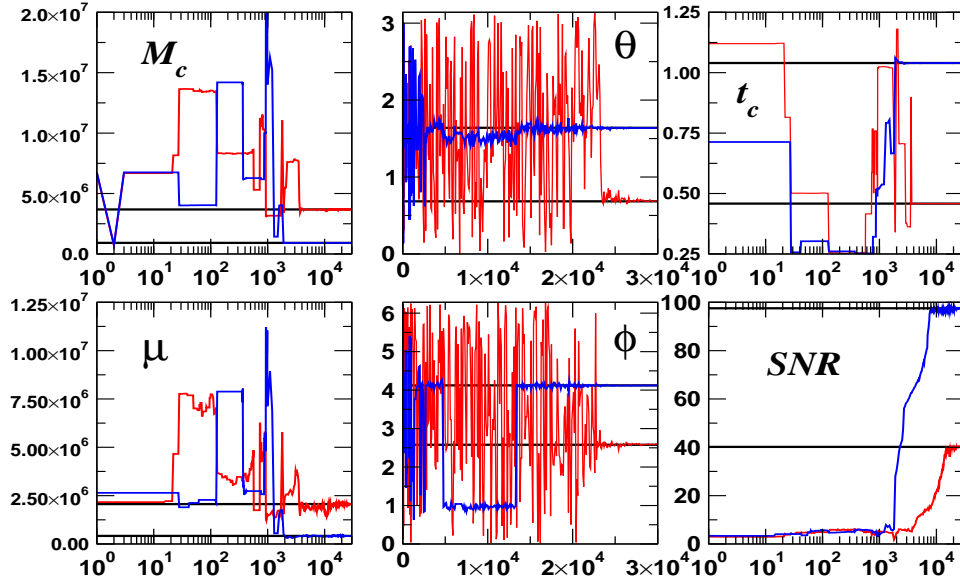 2.0×10⁷
1.5×10⁷
1.0×10⁷
5.0×10⁶
0.0
10⁰ 10¹ 10² 10³ 10⁴
M_c
3
2
1
0
0 1×10⁴ 2×10⁴ 3×10⁴
θ
1.25
1.00
0.75
0.50
0.25
10⁰ 10¹ 10² 10³ 10⁴
t_c
1.25×10⁷
1.00×10⁷
7.50×10⁶
5.00×10⁶
2.50×10⁶
0.00
10⁰ 10¹ 10² 10³ 10⁴
μ
6
5
4
3
2
1
0
0 1×10⁴ 2×10⁴ 3×10⁴
ϕ
100
80
60
40
20
0
10⁰ 10¹ 10² 10³ 10⁴
SNR